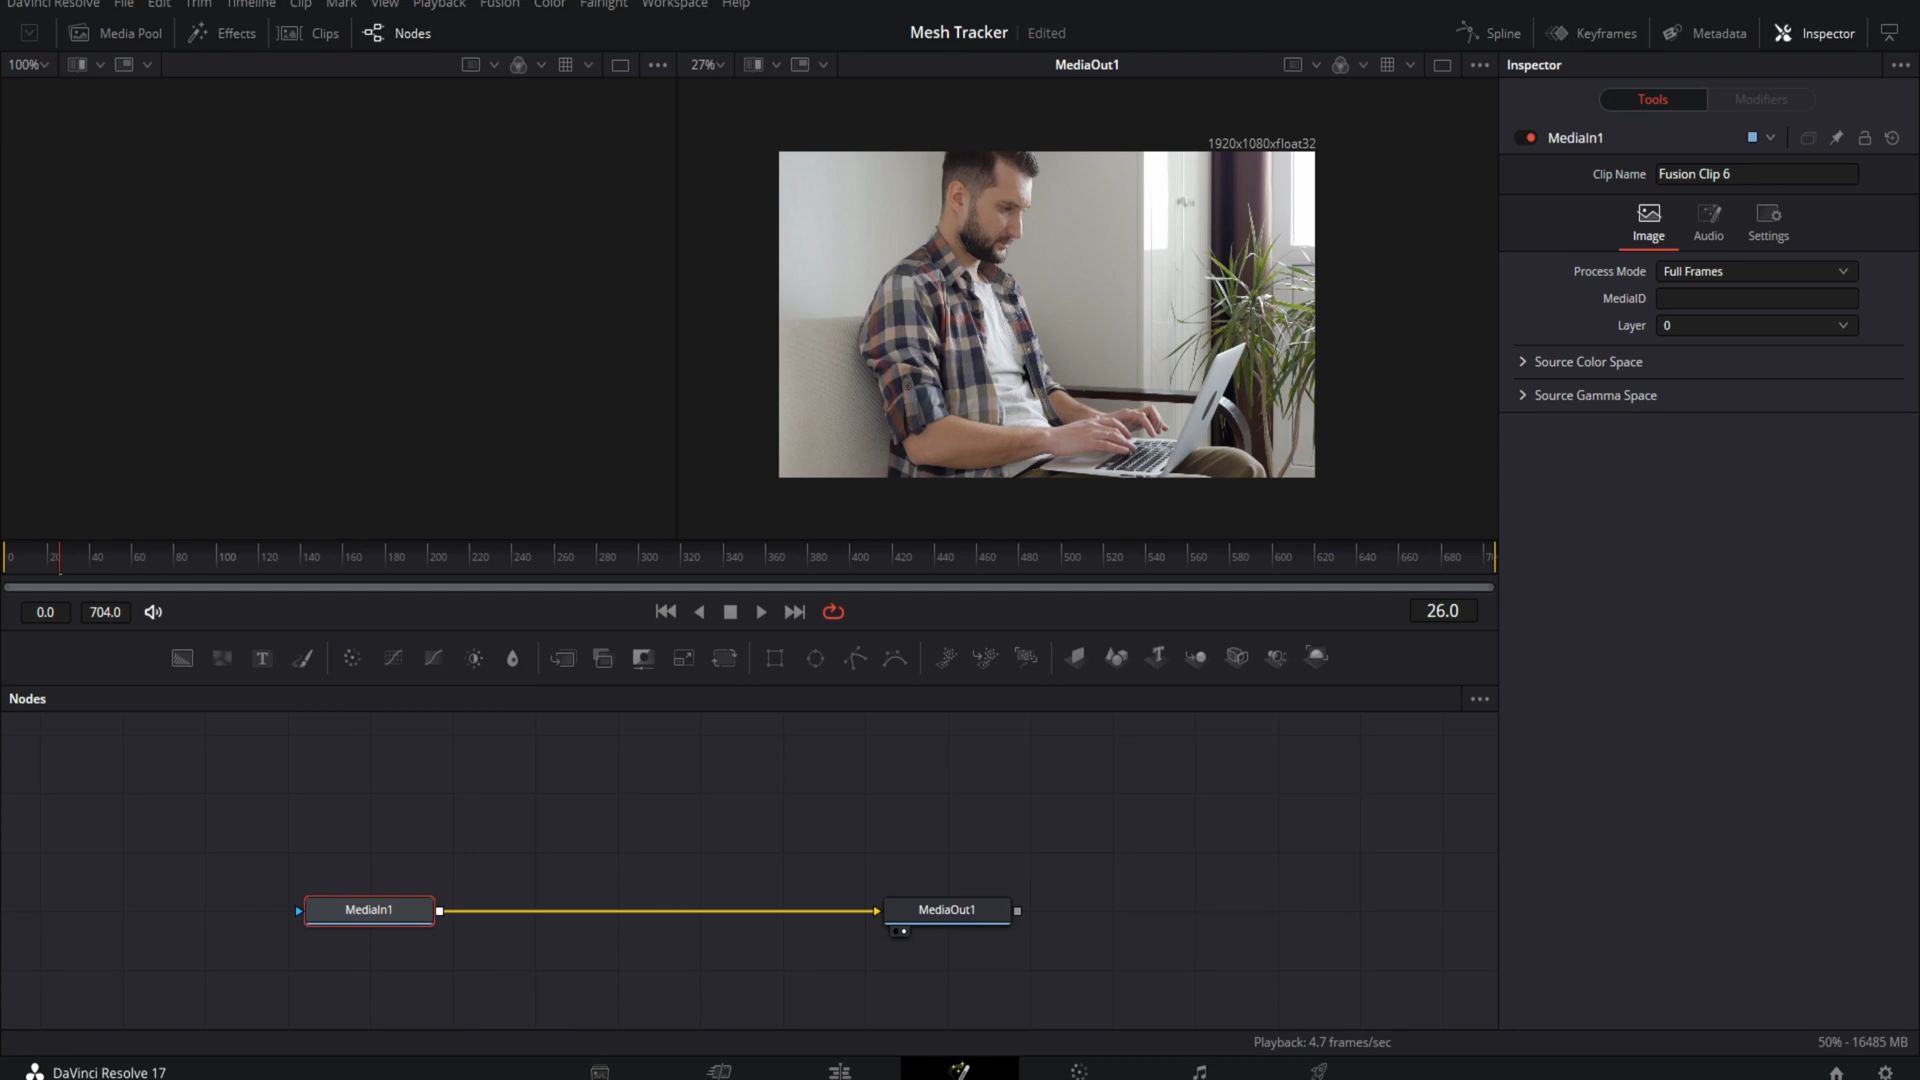 DaVinci Resolve File Edit Trim Timeline Clip Mark View Playback Fusion Color Fairlight Workspace Help
Media Pool Effects Clips Nodes Mesh Tracker Edited Spline Keyframes Metadata Inspector
100% 27% MediaOut1 Inspector
Tools Modifiers
1920x1080xfloat32
MediaIn1
Clip Name Fusion Clip 6
Image Audio Settings
Process Mode Full Frames
MediaID
Layer 0
Source Color Space
Source Gamma Space
0 20 40 60 80 100 120 140 160 180 200 220 240 260 280 300 320 340 360 380 400 420 440 460 480 500 520 540 560 580 600 620 640 660 680
0.0 704.0 26.0
T
Nodes
MediaIn1 MediaOut1
Playback: 4.7 frames/sec 50% - 16485 MB
DaVinci Resolve 17